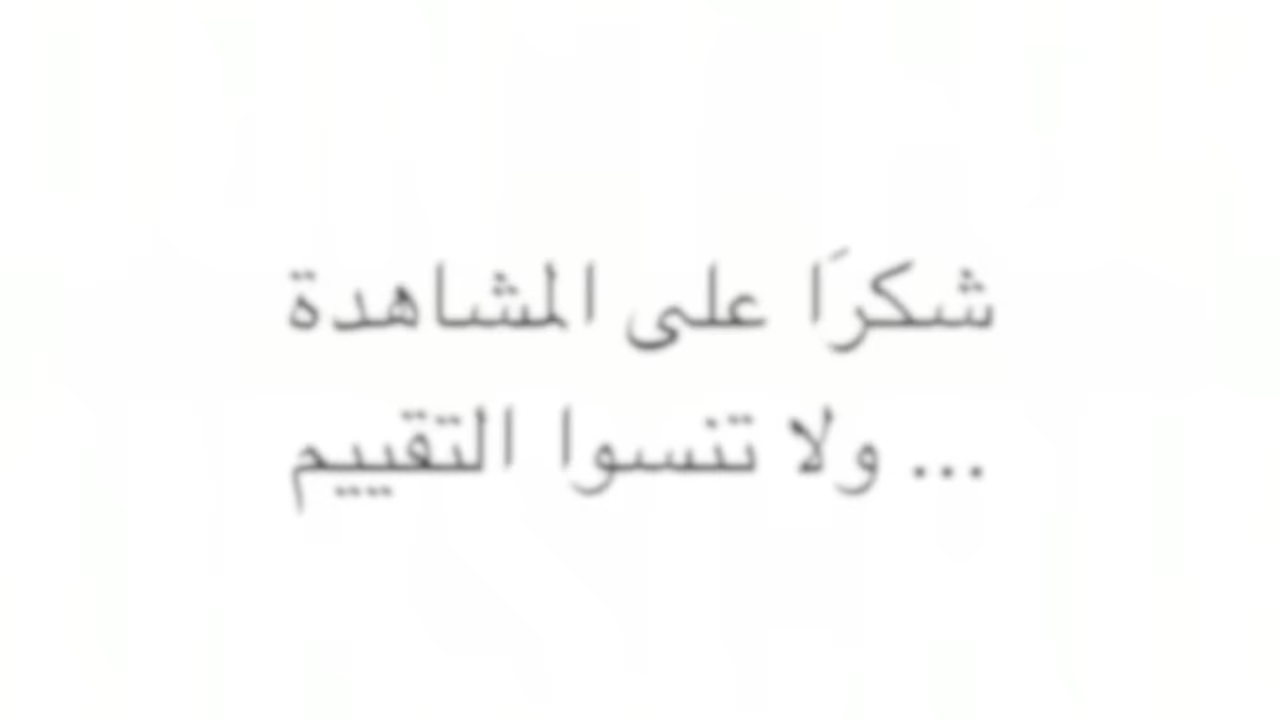 شكرَا على المشاهدة
... ولا تنسوا التقييم